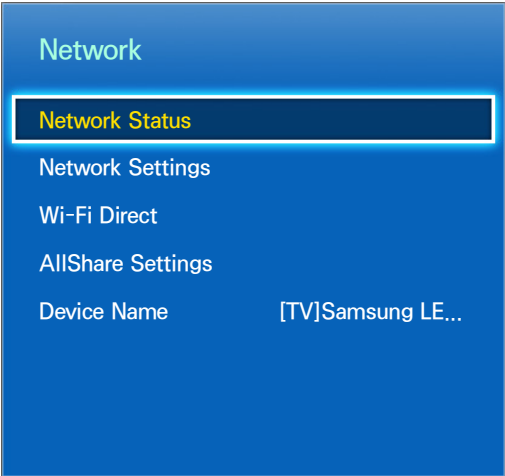 Network
Network Status
Network Settings
Wi-Fi Direct
AllShare Settings
Device Name [TV]Samsung LE...